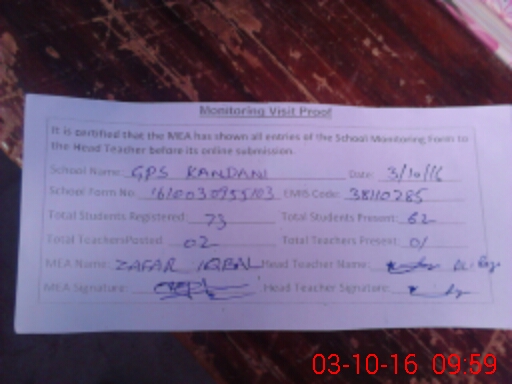 Monitoring Visit Proof
It is certified that the MEA has shown all entries of the School Monitoring Form to
the Head Teacher before its online submission.
School Name: GPS KANDANI Date: 3/10/16
School Form No: EMIS Code: 38110285
Total Students Registered: 73 Total Students Present: 62
Total Teachers Posted: 02 Total Teachers Present: 01
MEA Name: ZAFAR IQBAL Head Teacher Name:
MEA Signature: Head Teacher Signature:
03-10-16 09:59